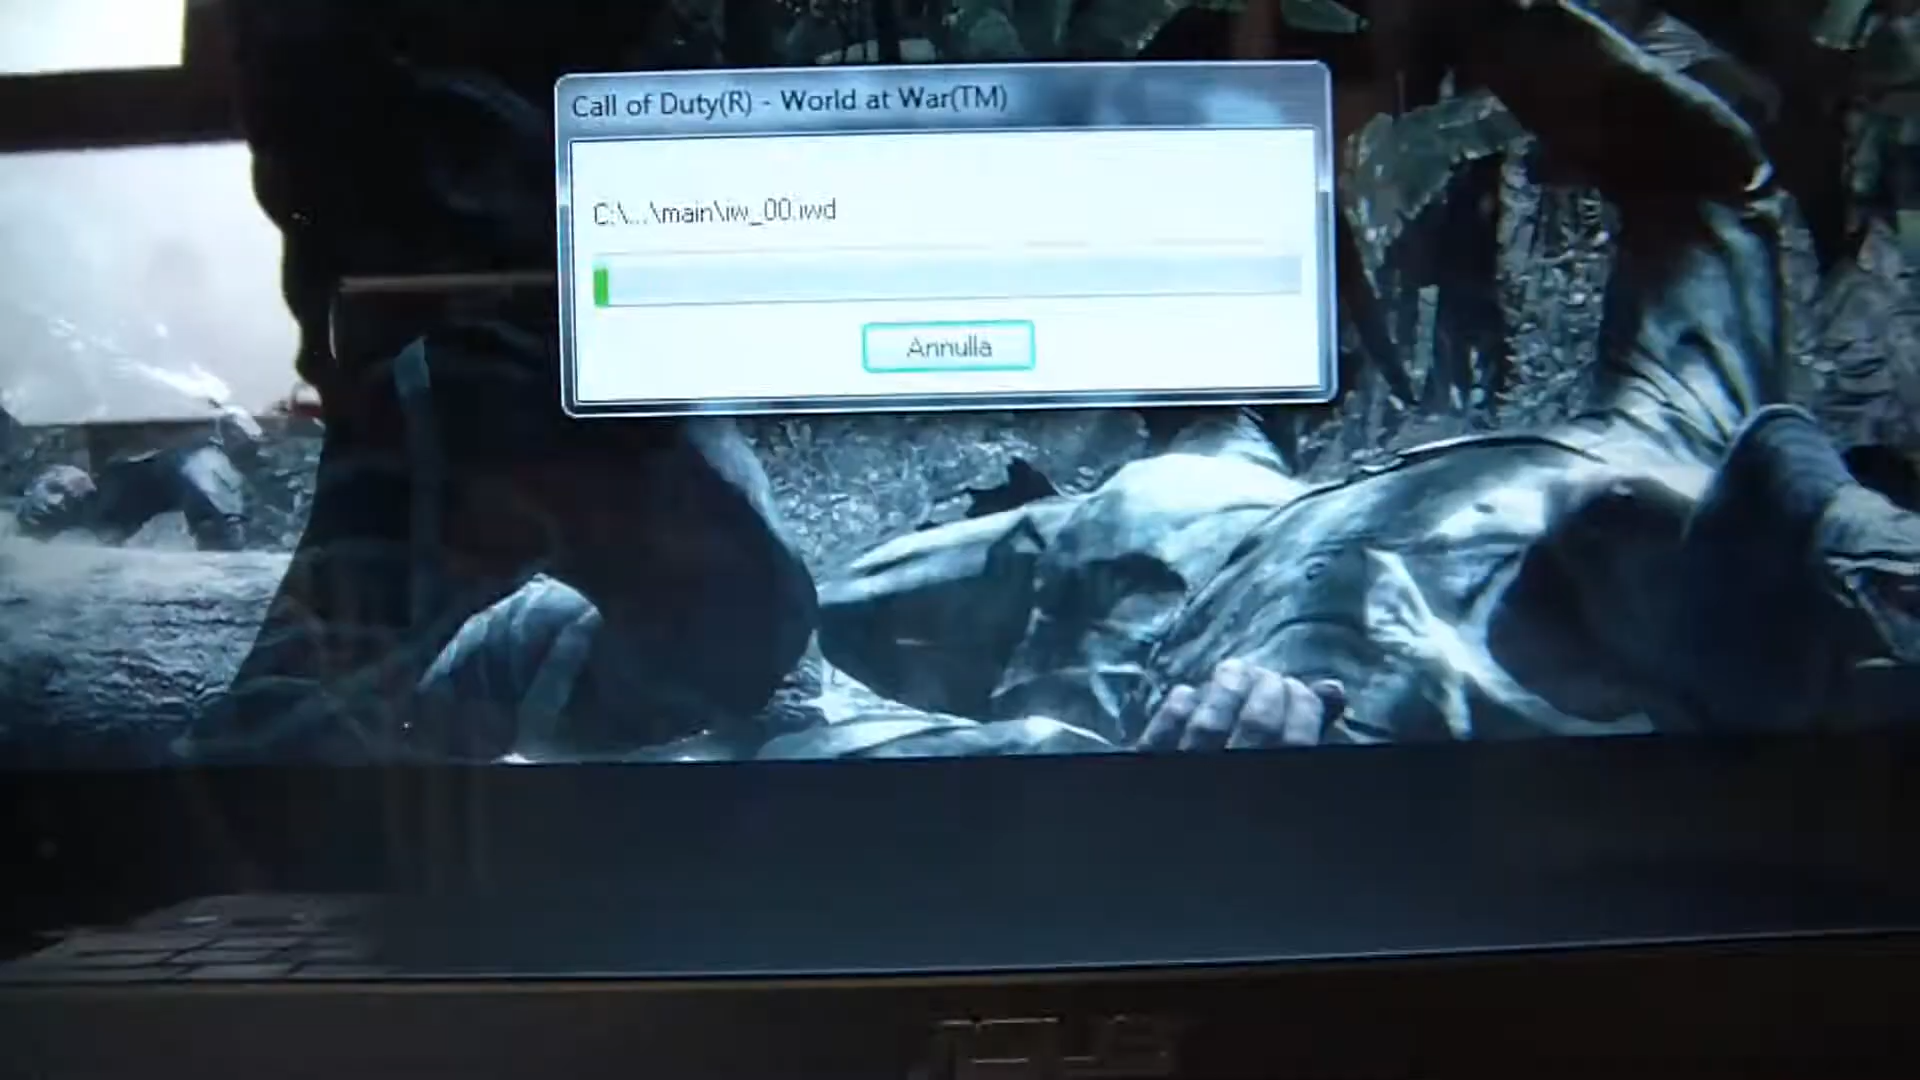 Call of Duty(R) - World at War(TM)
C:\...\main\iw_00.iwd
Annulla
ASUS